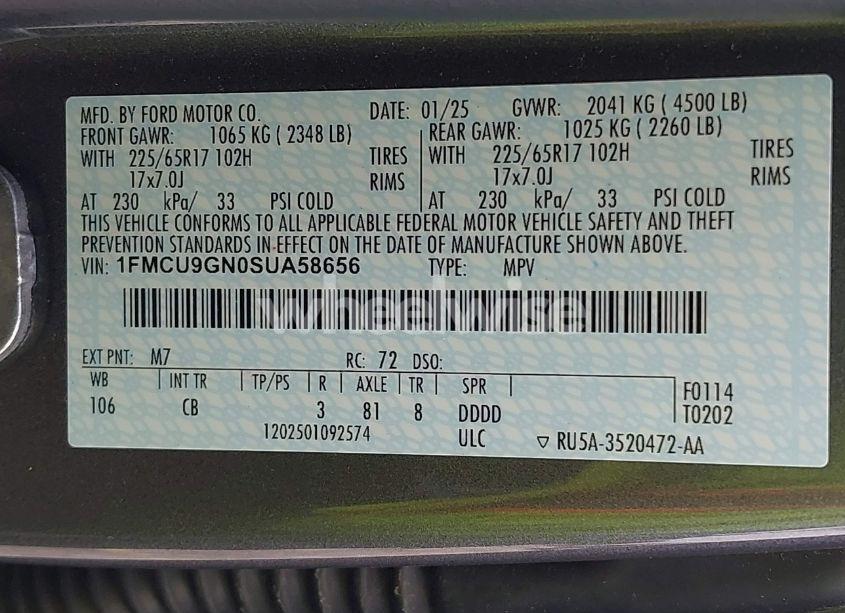 MFD. BY FORD MOTOR CO. DATE: 01/25 GVWR: 2041 KG ( 4500 LB)
FRONT GAWR: 1065 KG ( 2348 LB) REAR GAWR: 1025 KG ( 2260 LB)
WITH 225/65R17 102H TIRES WITH 225/65R17 102H TIRES
17x7.0J RIMS 17x7.0J RIMS
AT 230 kPa/ 33 PSI COLD AT 230 kPa/ 33 PSI COLD
THIS VEHICLE CONFORMS TO ALL APPLICABLE FEDERAL MOTOR VEHICLE SAFETY AND THEFT
PREVENTION STANDARDS IN EFFECT ON THE DATE OF MANUFACTURE SHOWN ABOVE.
VIN: 1FMCU9GN0SUA58656 TYPE: MPV
wheelwise
EXT PNT: M7 RC: 72 DSO:
WB INT TR TP/PS R AXLE TR SPR F0114
106 CB 3 81 8 DDDD T0202
1202501092574 ULC ▽ RU5A-3520472-AA